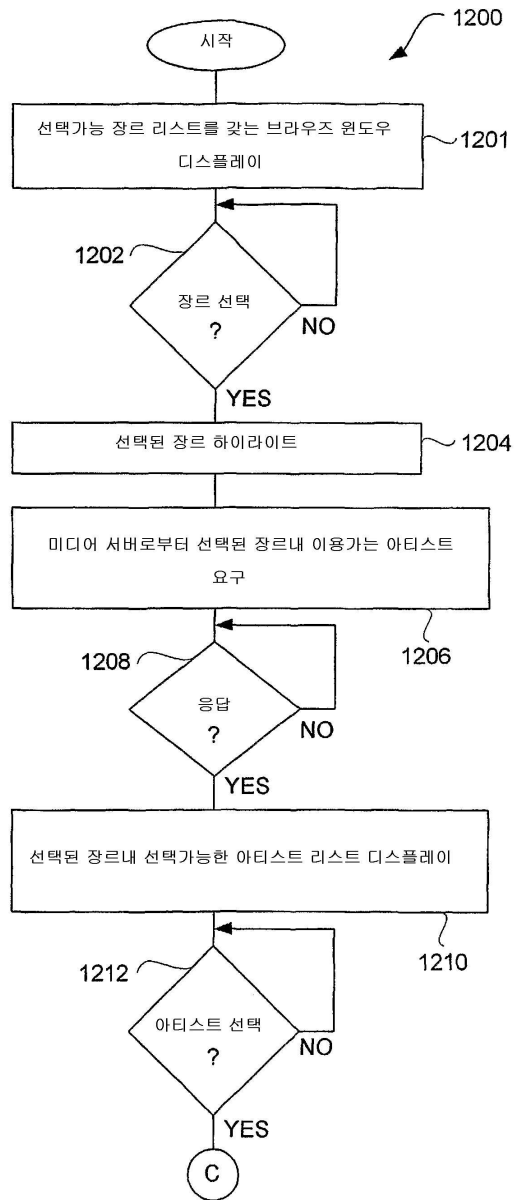 1200
시작
선택가능 장르 리스트를 갖는 브라우즈 윈도우
디스플레이
1201
1202
장르 선택
?
NO
YES
선택된 장르 하이라이트
1204
미디어 서버로부터 선택된 장르내 이용가는 아티스트
요구
1206
1208
응답
?
NO
YES
선택된 장르내 선택가능한 아티스트 리스트 디스플레이
1210
1212
아티스트 선택
?
NO
YES
C